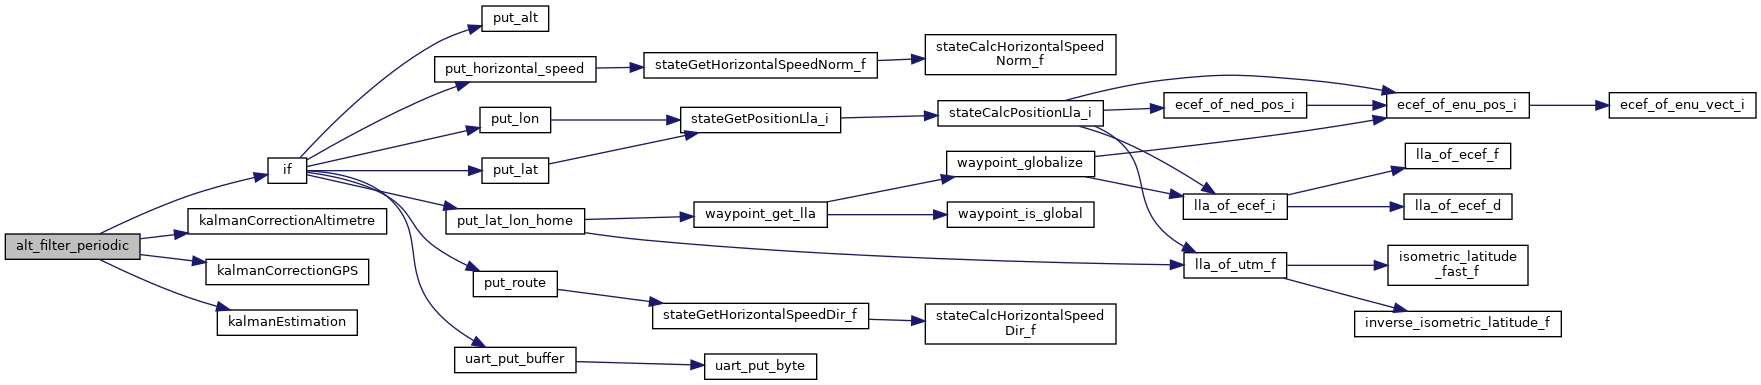 alt_filter_periodic
if
kalmanCorrectionAltimetre
kalmanCorrectionGPS
kalmanEstimation
put_alt
put_horizontal_speed
put_lon
put_lat
put_lat_lon_home
put_route
uart_put_buffer
stateGetHorizontalSpeedNorm_f
stateGetPositionLla_i
waypoint_get_lla
stateGetHorizontalSpeedDir_f
uart_put_byte
stateCalcHorizontalSpeed
Norm_f
stateCalcPositionLla_i
waypoint_globalize
waypoint_is_global
stateCalcHorizontalSpeed
Dir_f
ecef_of_ned_pos_i
lla_of_ecef_i
lla_of_utm_f
ecef_of_enu_pos_i
lla_of_ecef_f
lla_of_ecef_d
isometric_latitude
_fast_f
inverse_isometric_latitude_f
ecef_of_enu_vect_i